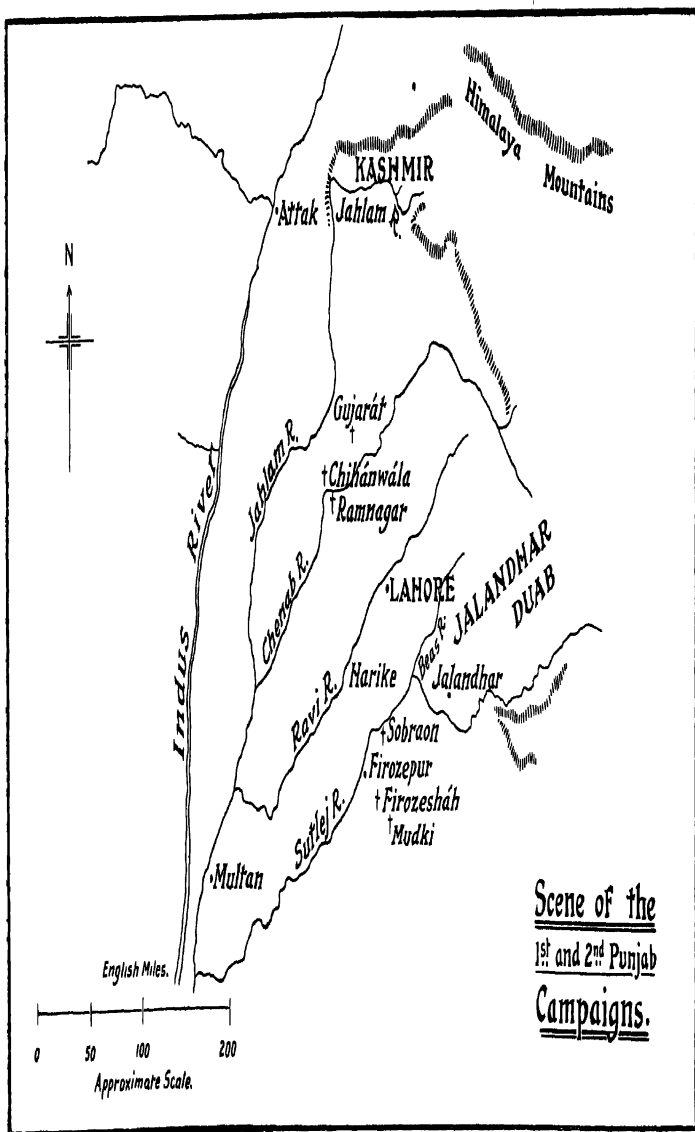 Himalaya
Mountains
KASHMIR
Attak
Jahlam R.
N
Gujarát
†
Jahlam R.
†Chihánwála
†Ramnagar
River
Chenab R.
LAHORE
JALANDHAR
DUAB
Beas R.
Harike
Jalandhar
Indus
Ravi R.
†Sobraon
Firozepur
†Firozesháh
†
Mudki
Sutlej R.
Multan
Scene of the
1st and 2nd Punjab
Campaigns.
English Miles.
0 50 100 200
Approximate Scale.